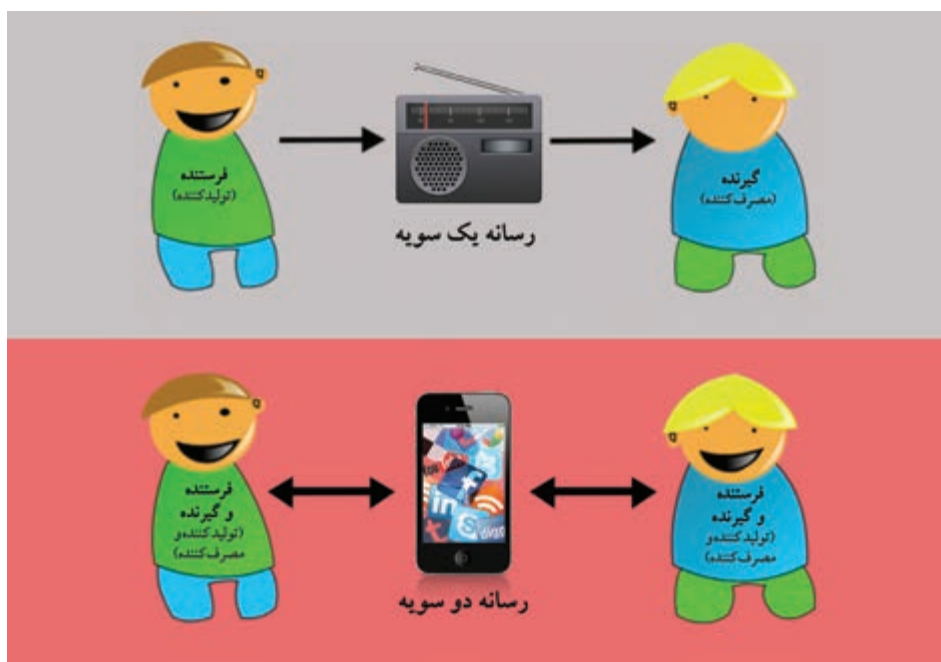 فرستنده
(تولیدکننده)
گیرنده
(مصرف‌کننده)
رسانه یک سویه
فرستنده
و گیرنده
(تولیدکننده و
مصرف‌کننده)
فرستنده
و گیرنده
(تولیدکننده و
مصرف‌کننده)
رسانه دو سویه